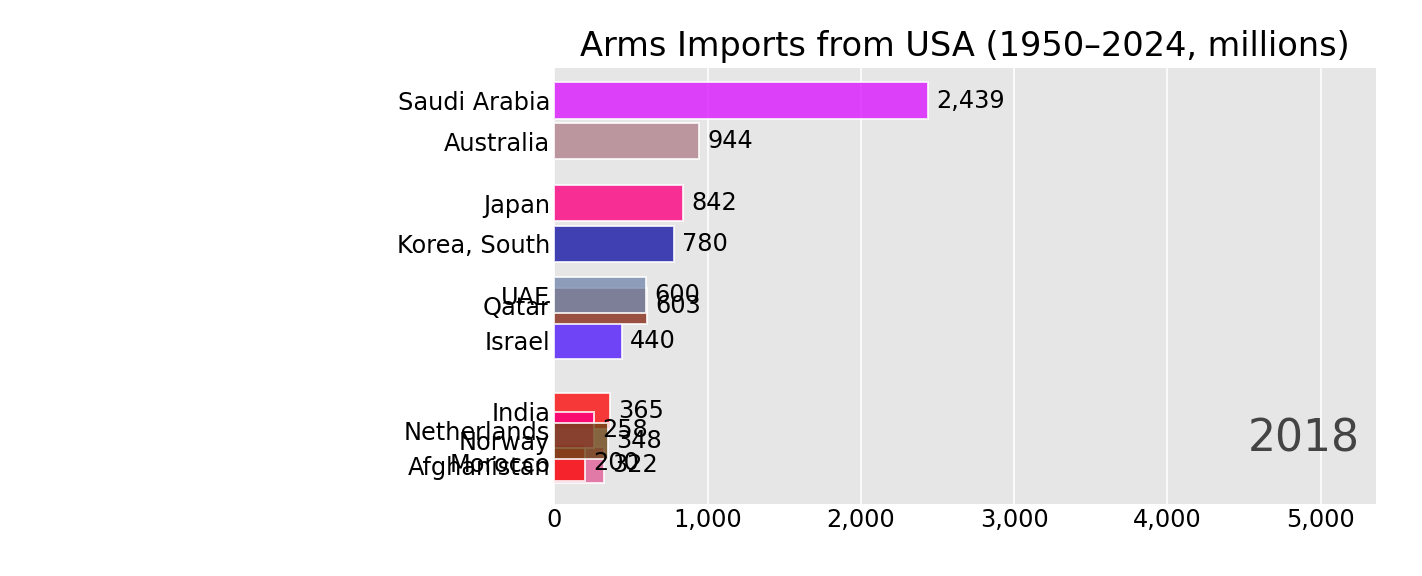 Arms Imports from USA (1950–2024, millions)
Saudi Arabia 2,439
Australia 944
Japan 842
Korea, South 780
UAE 600
Qatar 603
Israel 440
India 365
Netherlands 258
Norway 348
Morocco 200
Afghanistan 322
2018
0 1,000 2,000 3,000 4,000 5,000